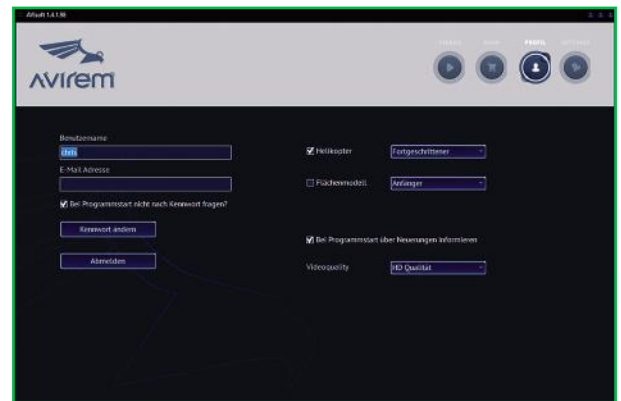 AVsoft 1.4.1.98
AVIREM
PROFIL
Benutzername
chris
E-Mail Adresse
Bei Programmstart nicht nach Kennwort fragen?
Kennwort ändern
Abmelden
Helikopter
Fortgeschrittener
Flächenmodell
Anfänger
Bei Programmstart über Neuerungen informieren
Videoquality
HD Qualität